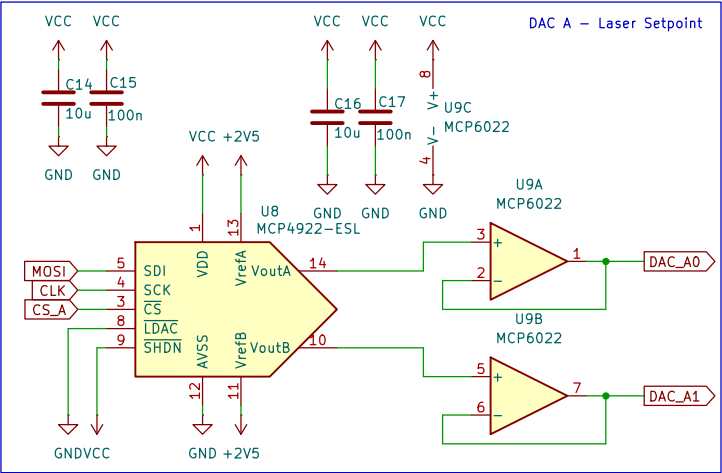 DAC A - Laser Setpoint
VCC VCC VCC VCC VCC
C14 C15
10u 100n
GND GND
C16 C17
10u 100n
GND GND GND
8 V+
U9C
MCP6022
V- 4
VCC +2V5
U8
MCP4922-ESL
1 13
VDD VrefA
MOSI 5 SDI
CLK 4 SCK
CS_A 3 CS
8 LDAC
9 SHDN
VoutA 14
VoutB 10
AVSS VrefB
12 11
GND VCC GND +2V5
U9A
MCP6022
3 +
2 -
1 DAC_A0
U9B
MCP6022
5 +
6 -
7 DAC_A1